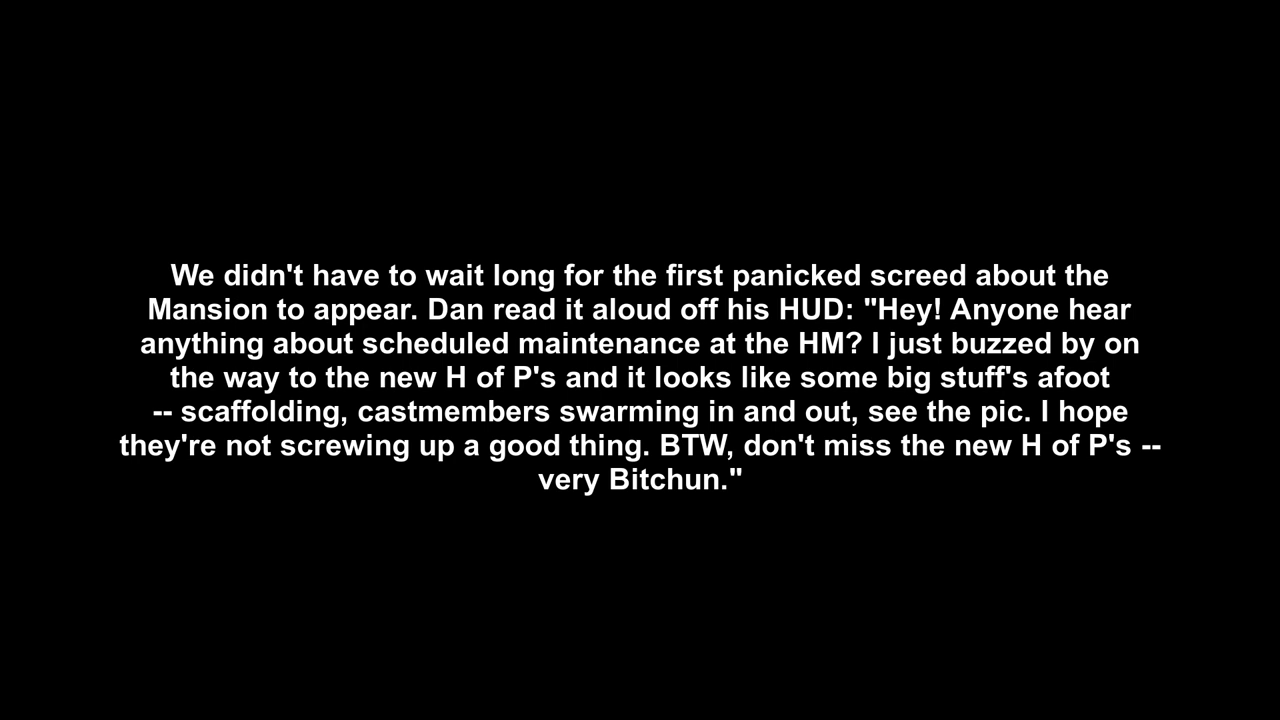 We didn't have to wait long for the first panicked screed about the
Mansion to appear. Dan read it aloud off his HUD: "Hey! Anyone hear
anything about scheduled maintenance at the HM? I just buzzed by on
the way to the new H of P's and it looks like some big stuff's afoot
-- scaffolding, castmembers swarming in and out, see the pic. I hope
they're not screwing up a good thing. BTW, don't miss the new H of P's --
very Bitchun."